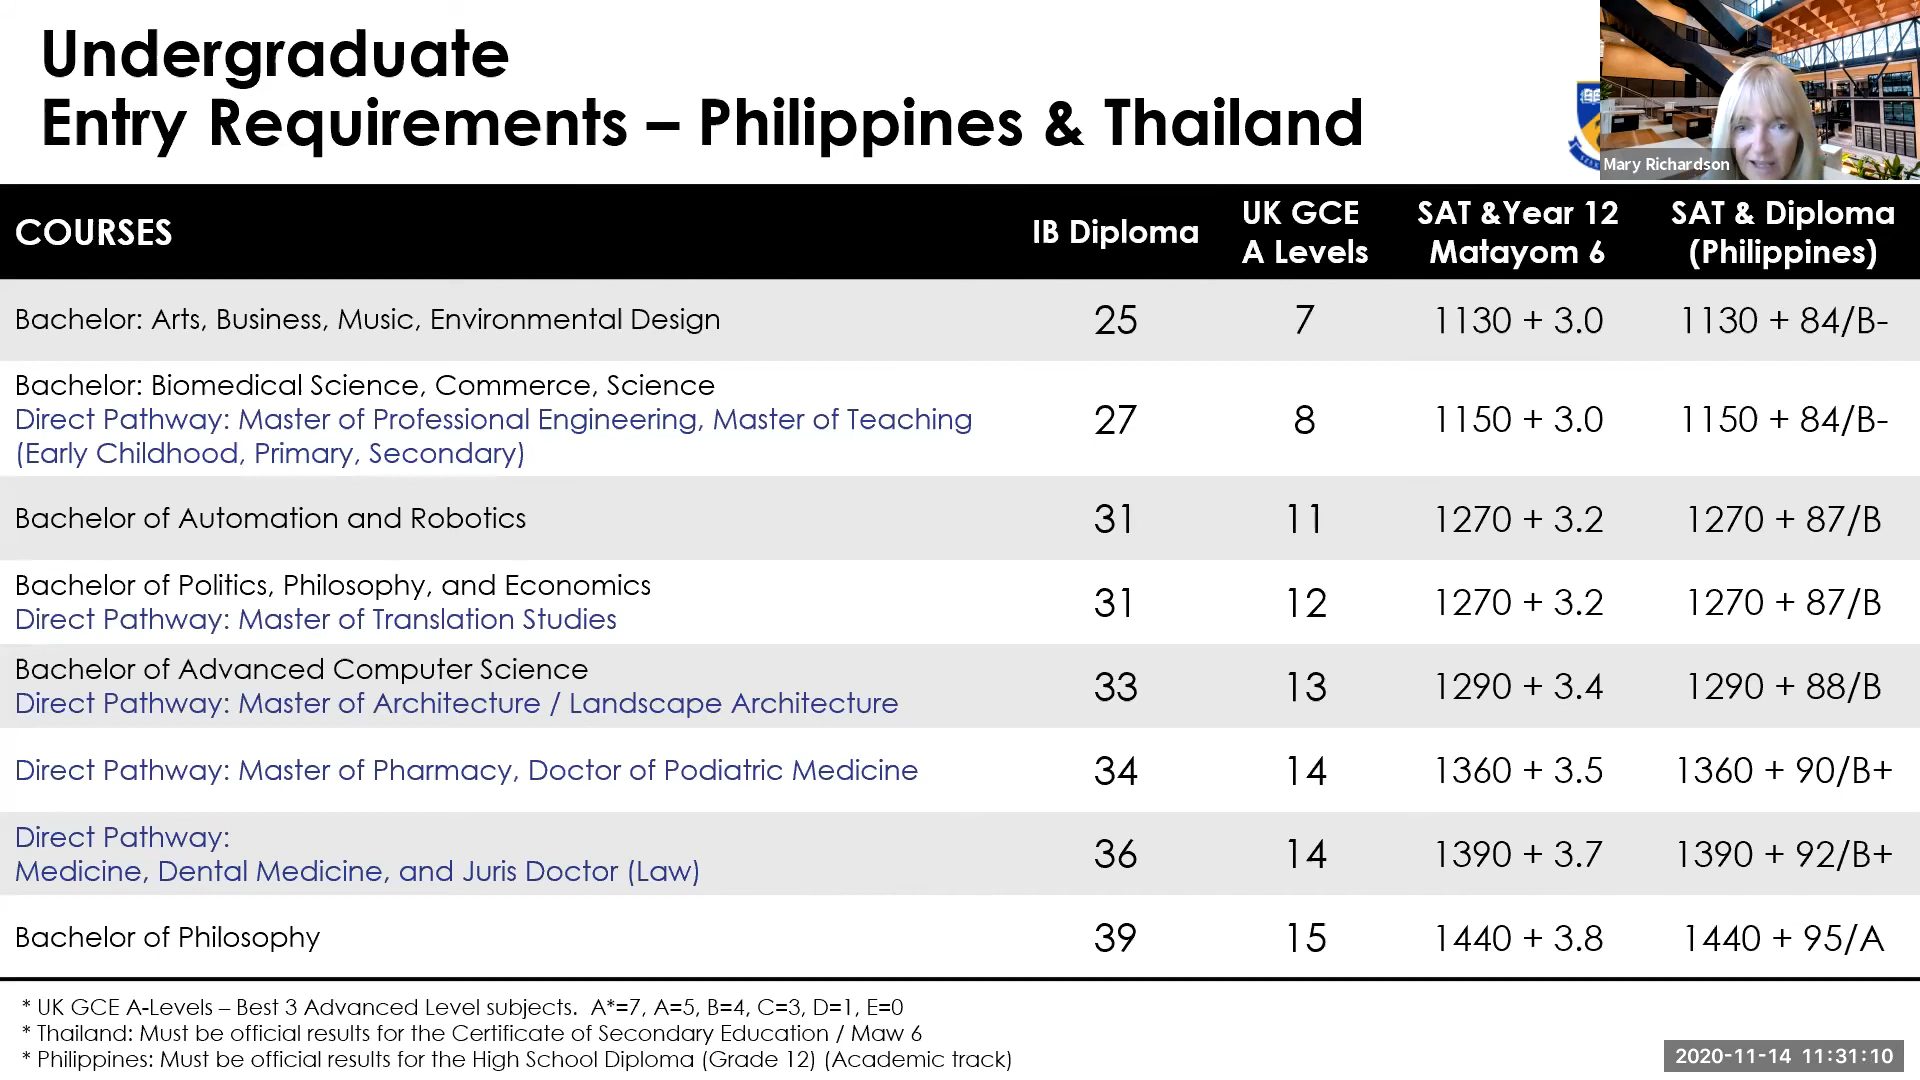 Undergraduate
Entry Requirements – Philippines & Thailand
Mary Richardson
COURSES
IB Diploma
UK GCE
A Levels
SAT &Year 12
Matayom 6
SAT & Diploma
(Philippines)
Bachelor: Arts, Business, Music, Environmental Design
25
7
1130 + 3.0
1130 + 84/B-
Bachelor: Biomedical Science, Commerce, Science
Direct Pathway: Master of Professional Engineering, Master of Teaching
(Early Childhood, Primary, Secondary)
27
8
1150 + 3.0
1150 + 84/B-
Bachelor of Automation and Robotics
31
11
1270 + 3.2
1270 + 87/B
Bachelor of Politics, Philosophy, and Economics
Direct Pathway: Master of Translation Studies
31
12
1270 + 3.2
1270 + 87/B
Bachelor of Advanced Computer Science
Direct Pathway: Master of Architecture / Landscape Architecture
33
13
1290 + 3.4
1290 + 88/B
Direct Pathway: Master of Pharmacy, Doctor of Podiatric Medicine
34
14
1360 + 3.5
1360 + 90/B+
Direct Pathway:
Medicine, Dental Medicine, and Juris Doctor (Law)
36
14
1390 + 3.7
1390 + 92/B+
Bachelor of Philosophy
39
15
1440 + 3.8
1440 + 95/A
* UK GCE A-Levels – Best 3 Advanced Level subjects.  A*=7, A=5, B=4, C=3, D=1, E=0
* Thailand: Must be official results for the Certificate of Secondary Education / Maw 6
* Philippines: Must be official results for the High School Diploma (Grade 12) (Academic track)
2020-11-14 11:31:10